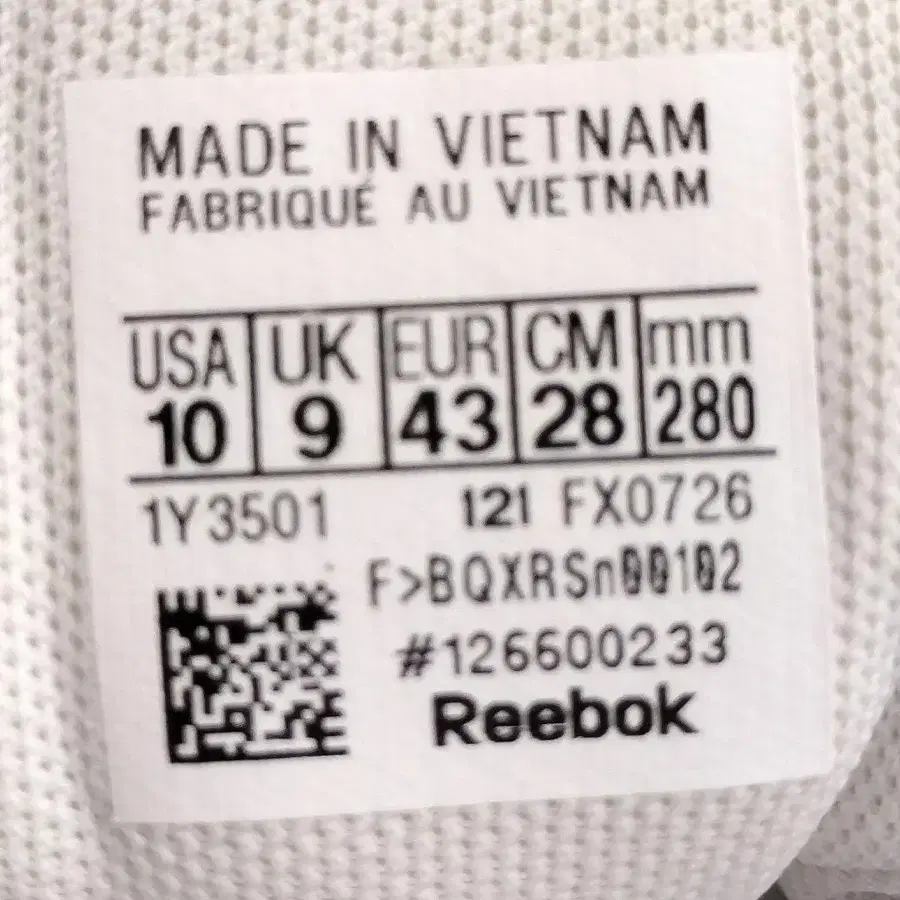 MADE IN VIETNAM
FABRIQUÉ AU VIETNAM
USA UK EUR CM mm
10 9 43 28 280
1Y3501 121 FX0726
F>BQXRSn00102
#126600233
Reebok